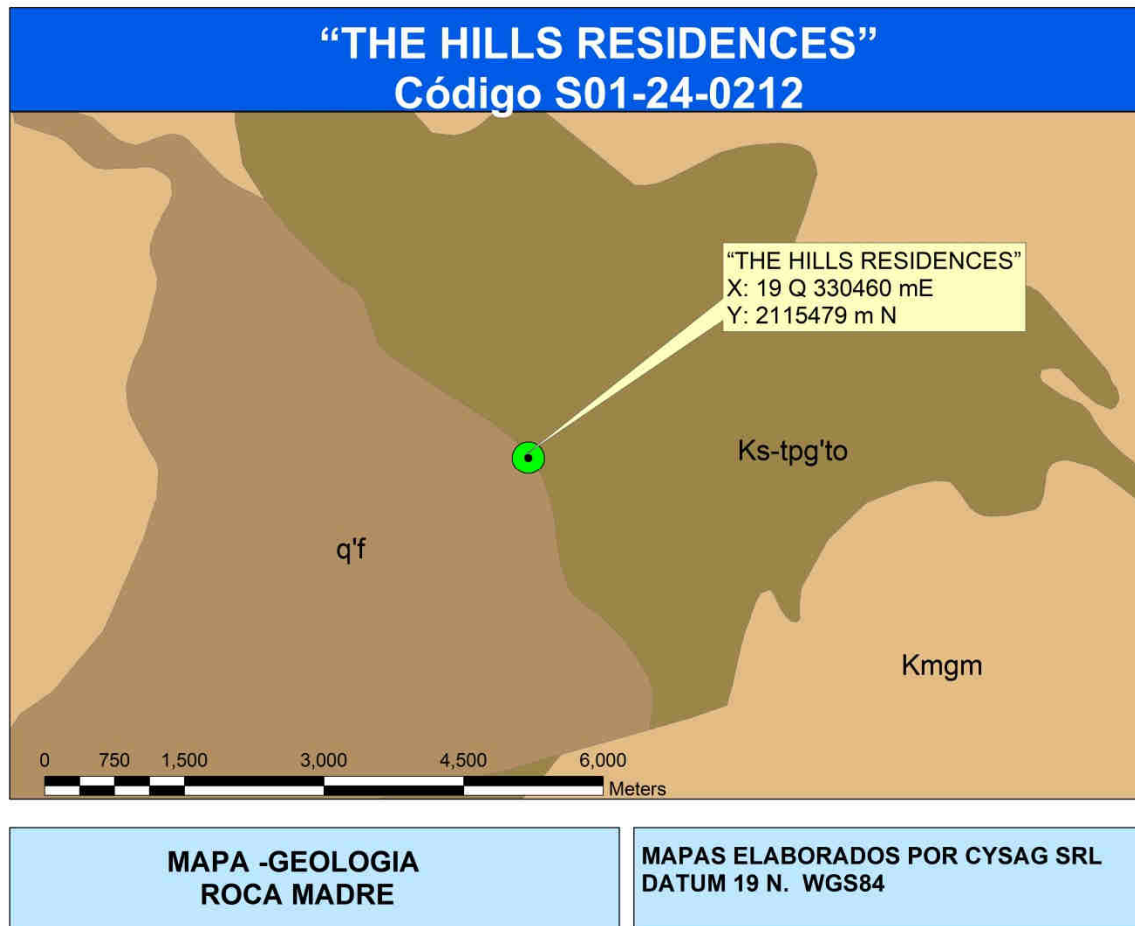 “THE HILLS RESIDENCES”
Código S01-24-0212
“THE HILLS RESIDENCES”
X: 19 Q 330460 mE
Y: 2115479 m N
Ks-tpg'to
q'f
Kmgm
0 750 1,500 3,000 4,500 6,000
Meters
MAPA -GEOLOGIA
ROCA MADRE
MAPAS ELABORADOS POR CYSAG SRL
DATUM 19 N. WGS84